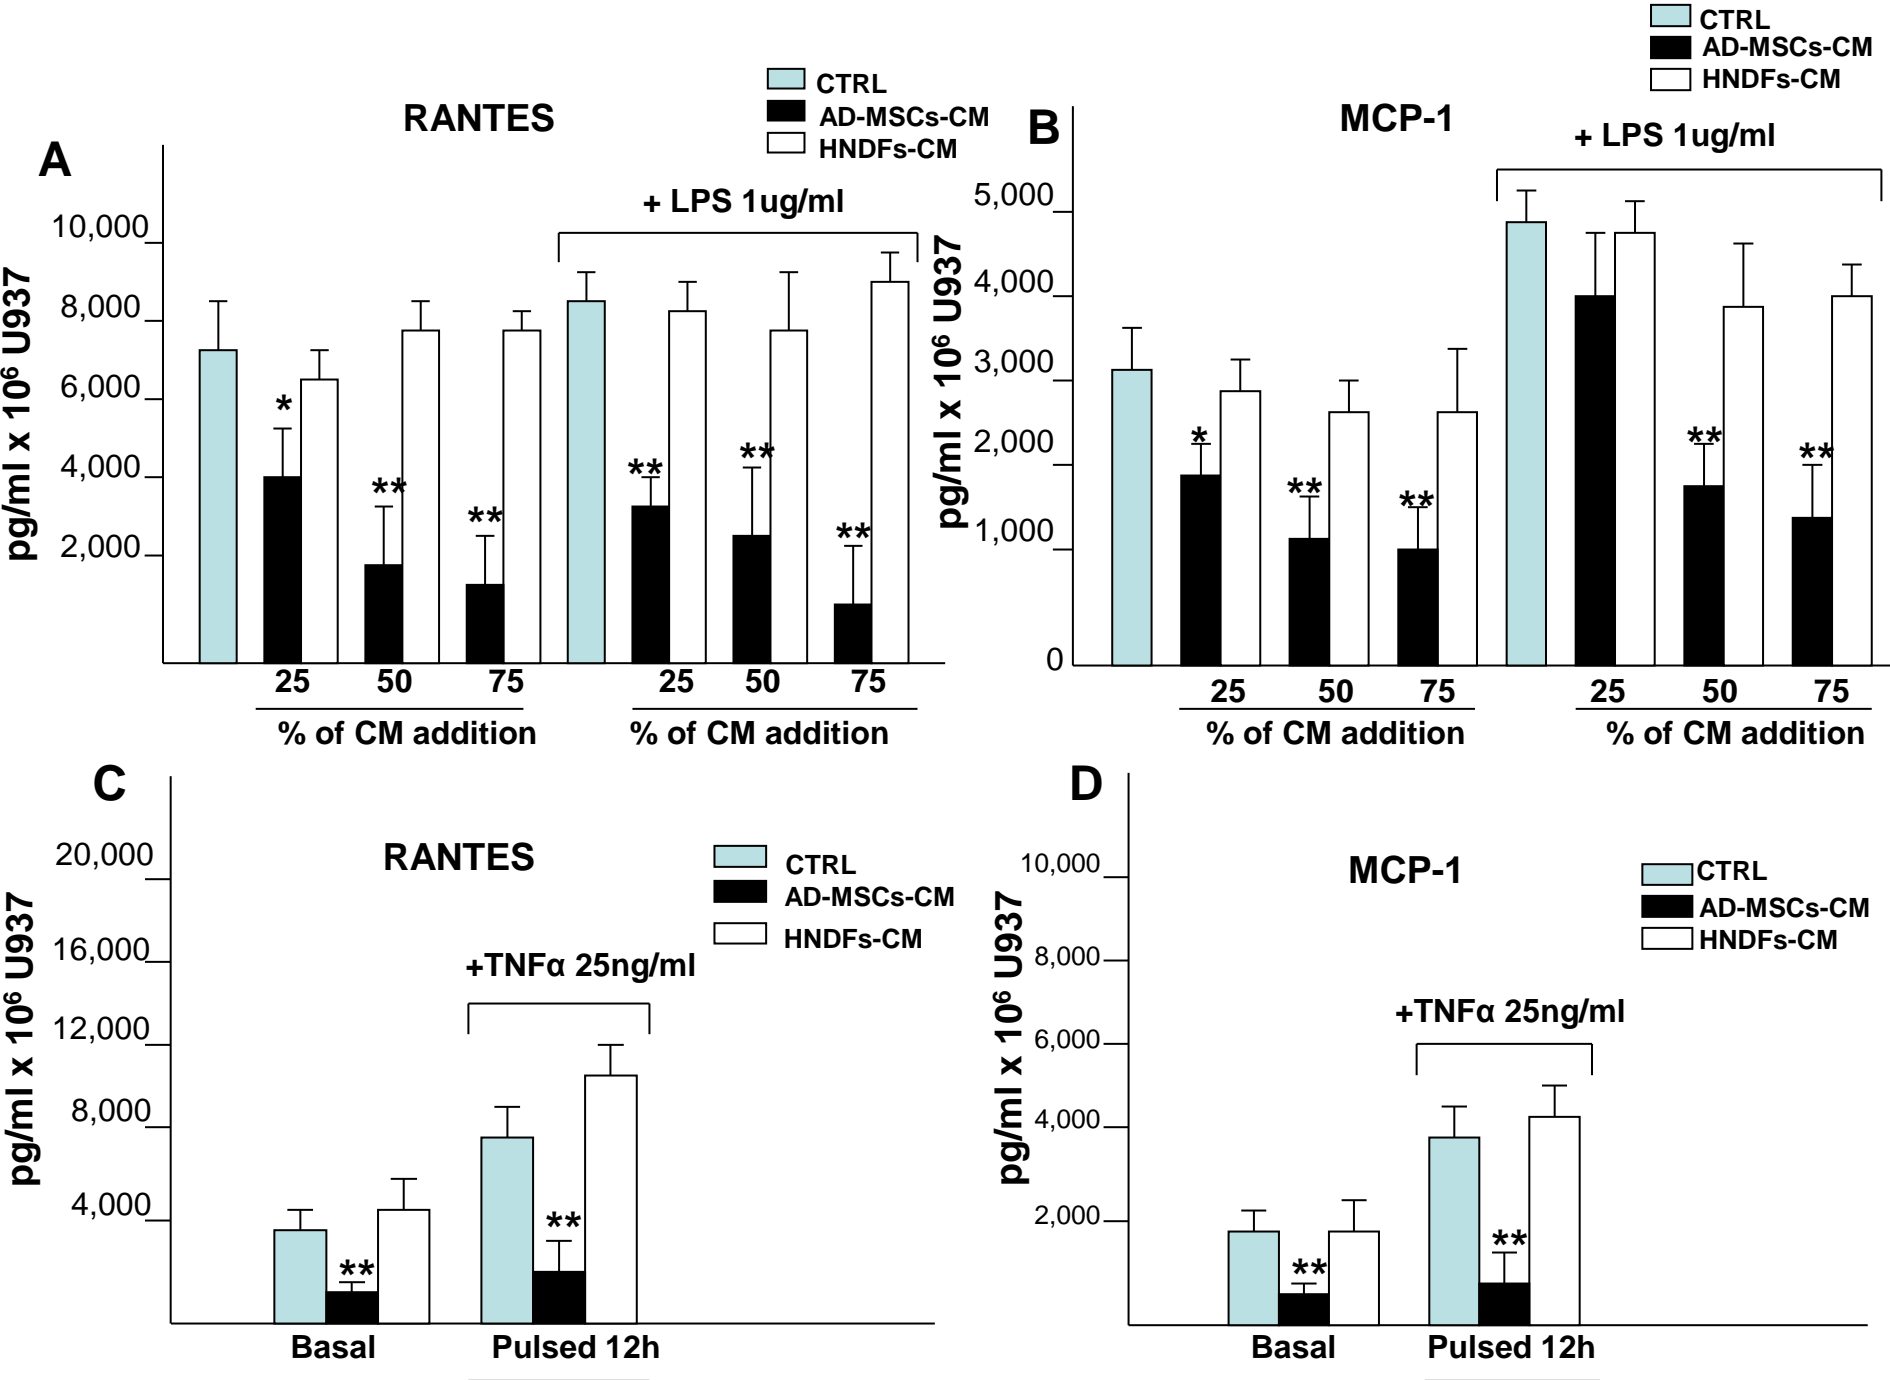 A
RANTES
CTRL
AD-MSCs-CM
HNDFs-CM
+ LPS 1ug/ml
pg/ml x 10⁶ U937
10,000
8,000
6,000
4,000
2,000
*
**
**
**
**
**
25 50 75 25 50 75
% of CM addition % of CM addition
B
MCP-1
CTRL
AD-MSCs-CM
HNDFs-CM
+ LPS 1ug/ml
pg/ml x 10⁶ U937
5,000
4,000
3,000
2,000
1,000
0
*
**
**
**
**
25 50 75 25 50 75
% of CM addition % of CM addition
C
RANTES
CTRL
AD-MSCs-CM
HNDFs-CM
+TNFα 25ng/ml
pg/ml x 10⁶ U937
20,000
16,000
12,000
8,000
4,000
**
**
Basal Pulsed 12h
D
MCP-1
CTRL
AD-MSCs-CM
HNDFs-CM
+TNFα 25ng/ml
pg/ml x 10⁶ U937
10,000
8,000
6,000
4,000
2,000
**
**
Basal Pulsed 12h